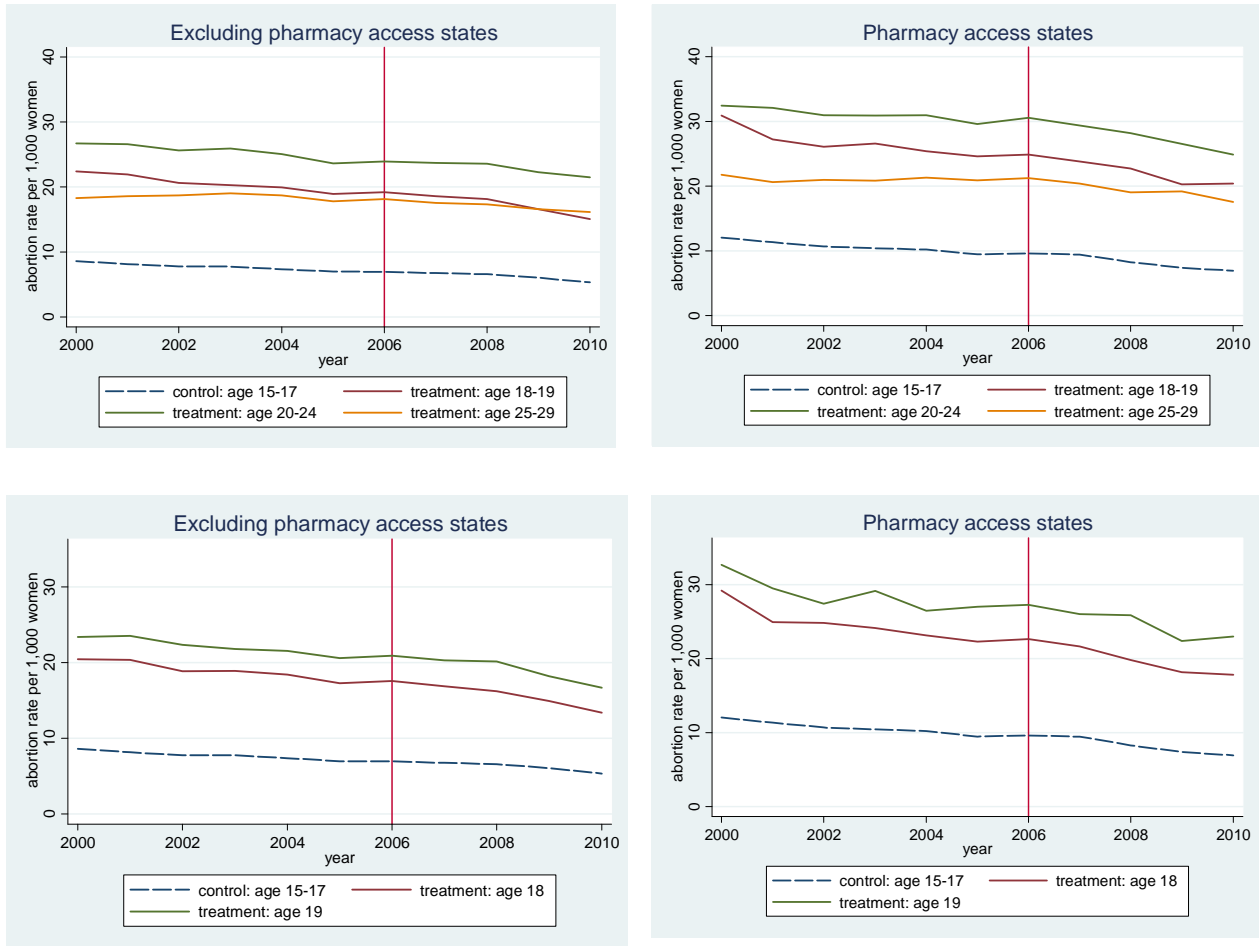 Excluding pharmacy access states
abortion rate per 1,000 women
40
30
20
10
0
2000 2002 2004 2006 2008 2010
year
control: age 15-17 treatment: age 18-19
treatment: age 20-24 treatment: age 25-29
Pharmacy access states
abortion rate per 1,000 women
40
30
20
10
0
2000 2002 2004 2006 2008 2010
year
control: age 15-17 treatment: age 18-19
treatment: age 20-24 treatment: age 25-29
Excluding pharmacy access states
abortion rate per 1,000 women
30
20
10
0
2000 2002 2004 2006 2008 2010
year
control: age 15-17 treatment: age 18
treatment: age 19
Pharmacy access states
abortion rate per 1,000 women
30
20
10
0
2000 2002 2004 2006 2008 2010
year
control: age 15-17 treatment: age 18
treatment: age 19